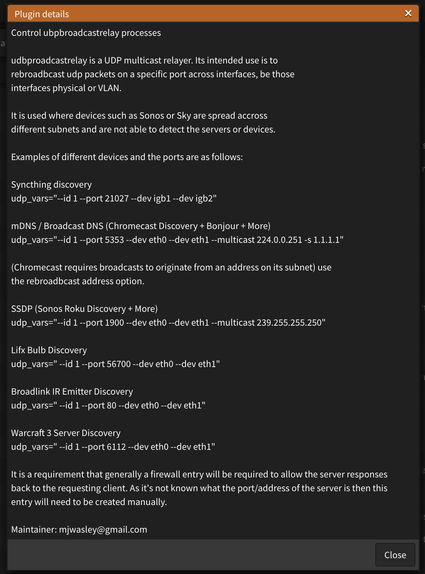 Plugin details
Control ubpbroadcastrelay processes
udbpbroadcastrelay is a UDP multicast relayer. Its intended use is to
rebroadbcast udp packets on a specific port across interfaces, be those
interfaces physical or VLAN.
It is used where devices such as Sonos or Sky are spread accross
different subnets and are not able to detect the servers or devices.
Examples of different devices and the ports are as follows:
Syncthing discovery
udp_vars="--id 1 --port 21027 --dev igb1 --dev igb2"
mDNS / Broadcast DNS (Chromecast Discovery + Bonjour + More)
udp_vars="--id 1 --port 5353 --dev eth0 --dev eth1 --multicast 224.0.0.251 -s 1.1.1.1"
(Chromecast requires broadcasts to originate from an address on its subnet) use
the rebroadbcast address option.
SSDP (Sonos Roku Discovery + More)
udp_vars="--id 1 --port 1900 --dev eth0 --dev eth1 --multicast 239.255.255.250"
Lifx Bulb Discovery
udp_vars=" --id 1 --port 56700 --dev eth0 --dev eth1"
Broadlink IR Emitter Discovery
udp_vars=" --id 1 --port 80 --dev eth0 --dev eth1"
Warcraft 3 Server Discovery
udp_vars=" --id 1 --port 6112 --dev eth0 --dev eth1"
It is a requirement that generally a firewall entry will be required to allow the server responses
back to the requesting client. As it's not known what the port/address of the server is then this
entry will need to be created manually.
Maintainer: mjwasley@gmail.com
Close